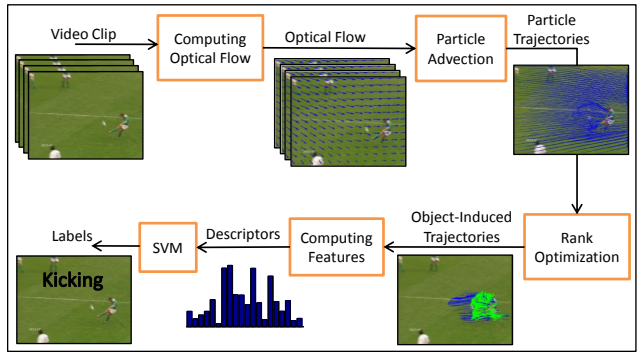 Video Clip
Computing
Optical Flow
Optical Flow
Particle
Advection
Particle
Trajectories
Rank
Optimization
Object-Induced
Trajectories
Computing
Features
Descriptors
SVM
Labels
Kicking